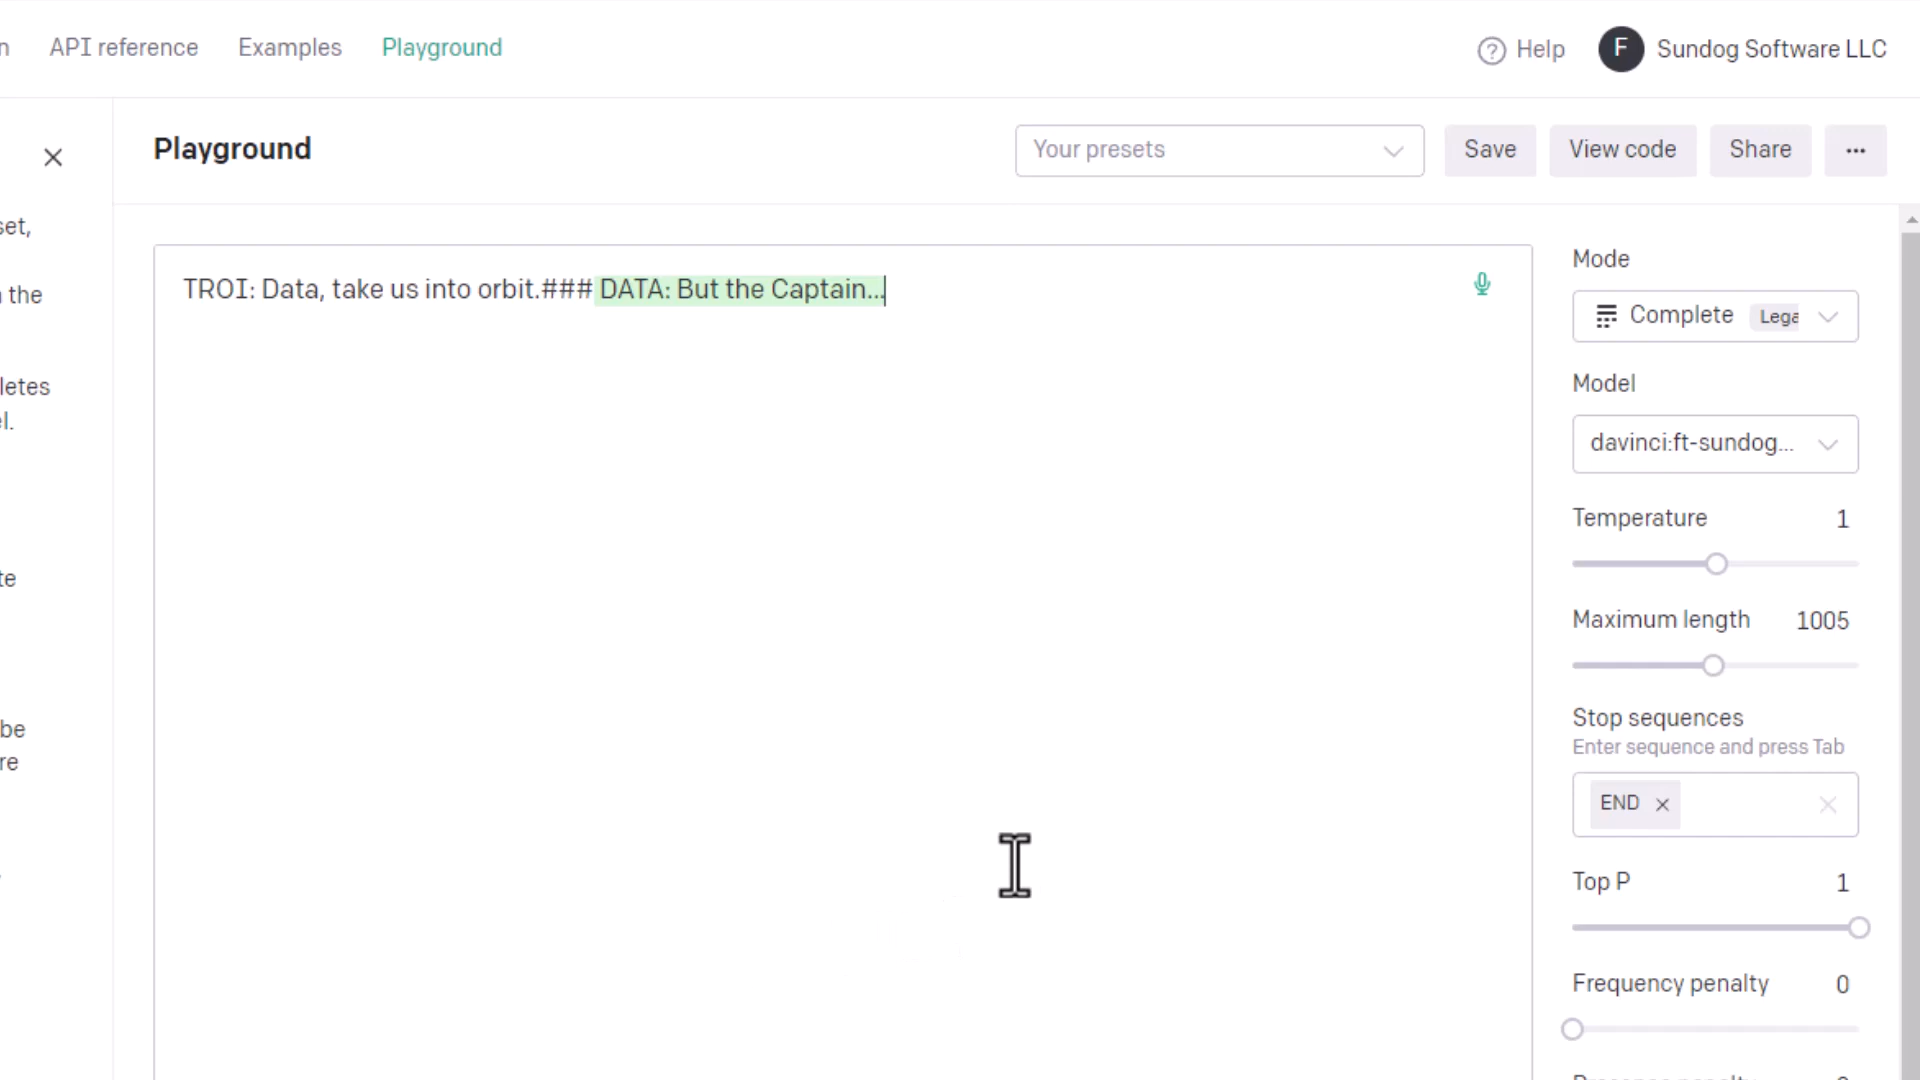 n API reference Examples Playground Help F Sundog Software LLC
Playground Your presets Save View code Share ...
set,
the
letes
l.
te
be
re
TROI: Data, take us into orbit.### DATA: But the Captain...
Mode
Complete Lega
Model
davinci:ft-sundog...
Temperature 1
Maximum length 1005
Stop sequences
Enter sequence and press Tab
END
Top P 1
Frequency penalty 0